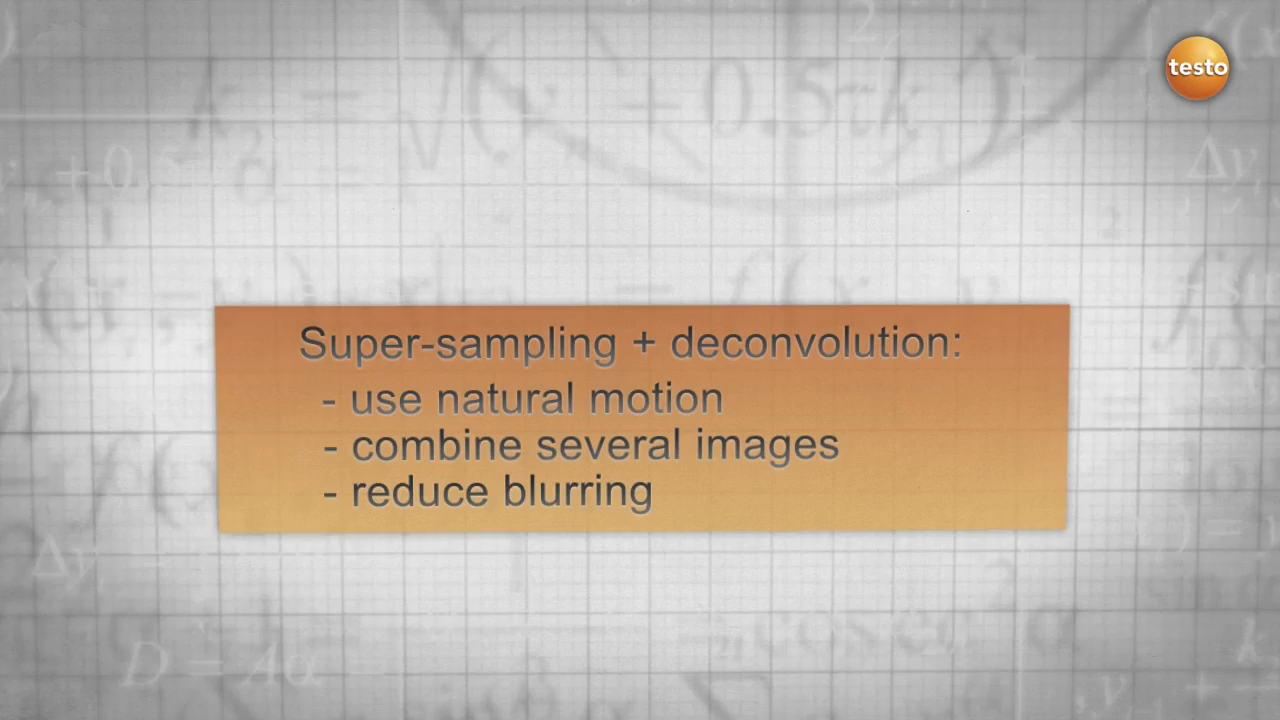 testo
Super-sampling + deconvolution:
- use natural motion
- combine several images
- reduce blurring